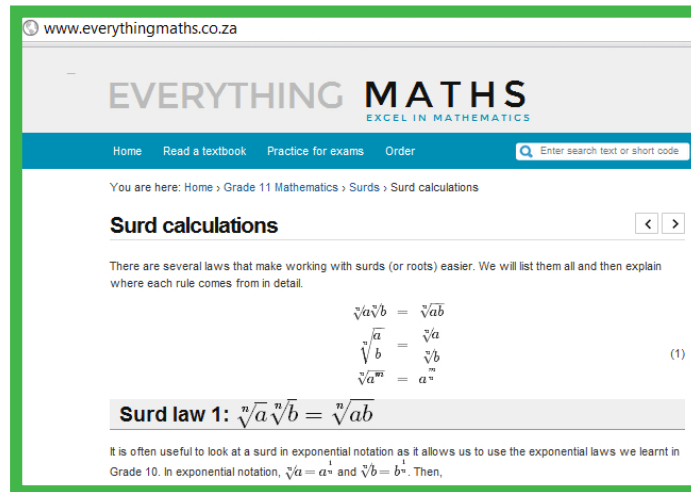 www.everythingmaths.co.za
EVERYTHING MATHS
EXCEL IN MATHEMATICS
Home Read a textbook Practice for exams Order Enter search text or short code
You are here: Home › Grade 11 Mathematics › Surds › Surd calculations
Surd calculations < >
There are several laws that make working with surds (or roots) easier. We will list them all and then explain
where each rule comes from in detail.
ⁿ√a ⁿ√b = ⁿ√ab
ⁿ√(a/b) = ⁿ√a / ⁿ√b (1)
ⁿ√aᵐ = a^(m/n)
Surd law 1: ⁿ√a ⁿ√b = ⁿ√ab
It is often useful to look at a surd in exponential notation as it allows us to use the exponential laws we learnt in
Grade 10. In exponential notation, ⁿ√a = a^(1/n) and ⁿ√b = b^(1/n). Then,